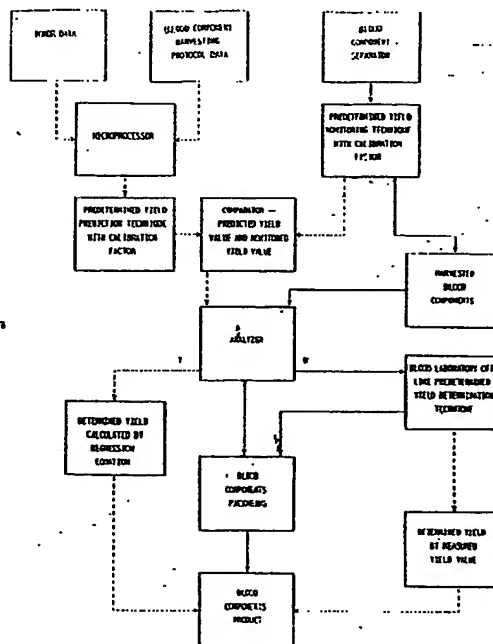 DONOR DATA
BLOOD COMPONENT
HARVESTING
PROTOCOL DATA
BLOOD
COMPONENT
SEPARATOR
MICROPROCESSOR
PREDETERMINED YIELD
MONITORING TECHNIQUE
WITH CALIBRATION
FACTOR
PREDETERMINED YIELD
PREDICTION TECHNIQUE
WITH CALIBRATION
FACTOR
COMPARATOR —
PREDICTED YIELD
VALUE AND MONITORED
YIELD VALUE
HARVESTED
BLOOD
COMPONENTS
ANALYZER
BLOOD LABORATORY OFF
LINE PREDETERMINED
YIELD DETERMINATION
TECHNIQUE
DETERMINED YIELD
CALCULATED BY
REGRESSION
EQUATION
BLOOD
COMPONENTS
DETERMINED YIELD
BY MEASURED
YIELD VALUE
BLOOD
COMPONENTS
PRODUCT